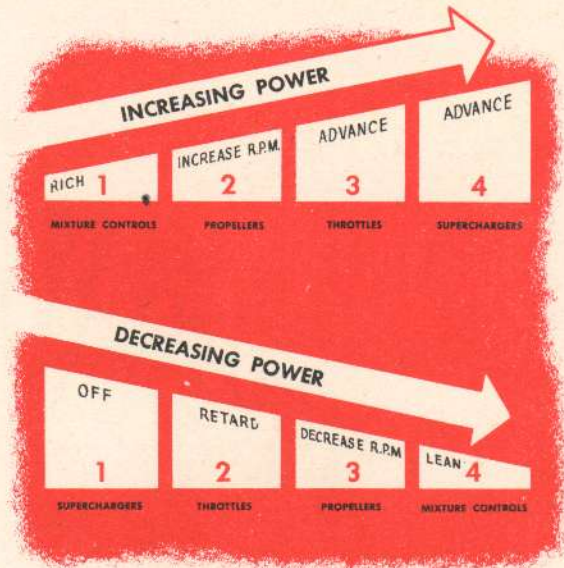 INCREASING POWER
RICH
INCREASE R.P.M.
ADVANCE
ADVANCE
1
2
3
4
MIXTURE CONTROLS
PROPELLERS
THROTTLES
SUPERCHARGERS
DECREASING POWER
OFF
RETARD
DECREASE R.P.M
LEAN
1
2
3
4
SUPERCHARGERS
THROTTLES
PROPELLERS
MIXTURE CONTROLS